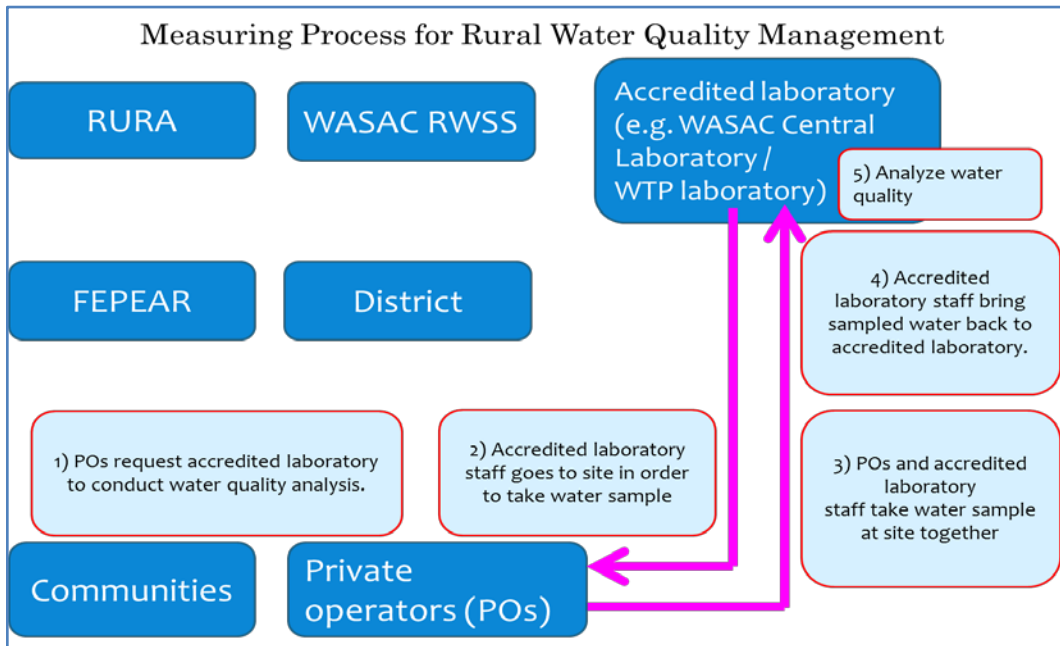 Measuring Process for Rural Water Quality Management
RURA
WASAC RWSS
Accredited laboratory
(e.g. WASAC Central
Laboratory /
WTP laboratory)
5) Analyze water
quality
FEPEAR
District
4) Accredited
laboratory staff bring
sampled water back to
accredited laboratory.
1) POs request accredited laboratory
to conduct water quality analysis.
2) Accredited laboratory
staff goes to site in order
to take water sample
3) POs and accredited
laboratory
staff take water sample
at site together
Communities
Private
operators (POs)